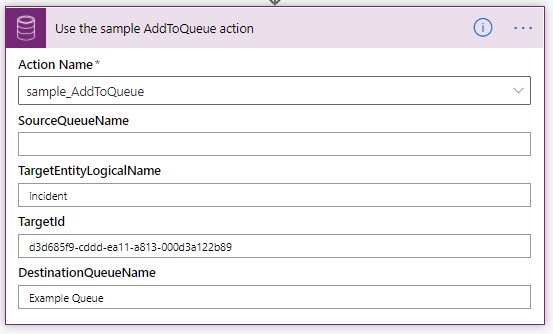 Use the sample AddToQueue action
Action Name*
sample_AddToQueue
SourceQueueName
TargetEntityLogicalName
incident
TargetId
d3d685f9-cddd-ea11-a813-000d3a122b89
DestinationQueueName
Example Queue